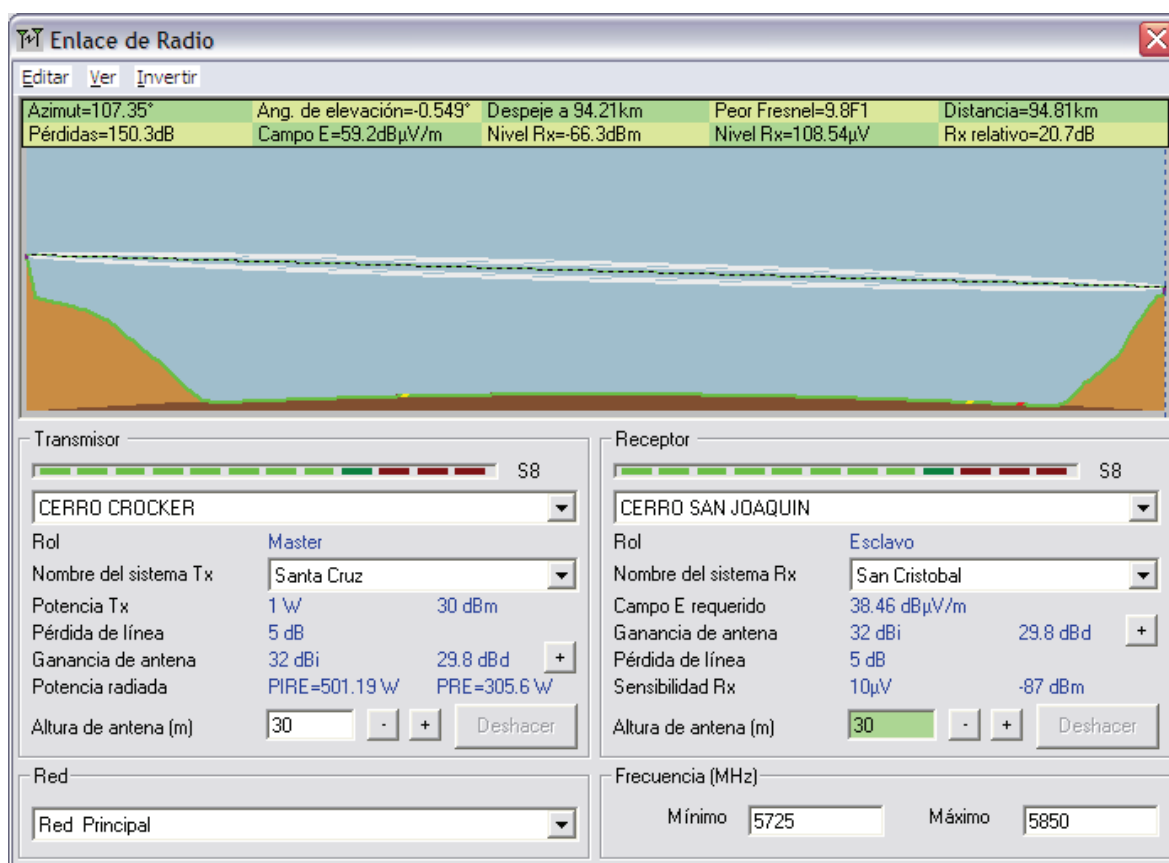 Enlace de Radio
Editar Ver Invertir
Azimut=107.35° Ang. de elevación=-0.549° Despeje a 94.21km Peor Fresnel=9.8F1 Distancia=94.81km
Pérdidas=150.3dB Campo E=59.2dBµV/m Nivel Rx=-66.3dBm Nivel Rx=108.54µV Rx relativo=20.7dB
Transmisor
S8
CERRO CROCKER
Rol Master
Nombre del sistema Tx Santa Cruz
Potencia Tx 1 W 30 dBm
Pérdida de línea 5 dB
Ganancia de antena 32 dBi 29.8 dBd +
Potencia radiada PIRE=501.19 W PRE=305.6 W
Altura de antena (m) 30 - + Deshacer
Receptor
S8
CERRO SAN JOAQUIN
Rol Esclavo
Nombre del sistema Rx San Cristobal
Campo E requerido 38.46 dBµV/m
Ganancia de antena 32 dBi 29.8 dBd +
Pérdida de línea 5 dB
Sensibilidad Rx 10µV -87 dBm
Altura de antena (m) 30 - + Deshacer
Red
Red Principal
Frecuencia (MHz)
Mínimo 5725 Máximo 5850